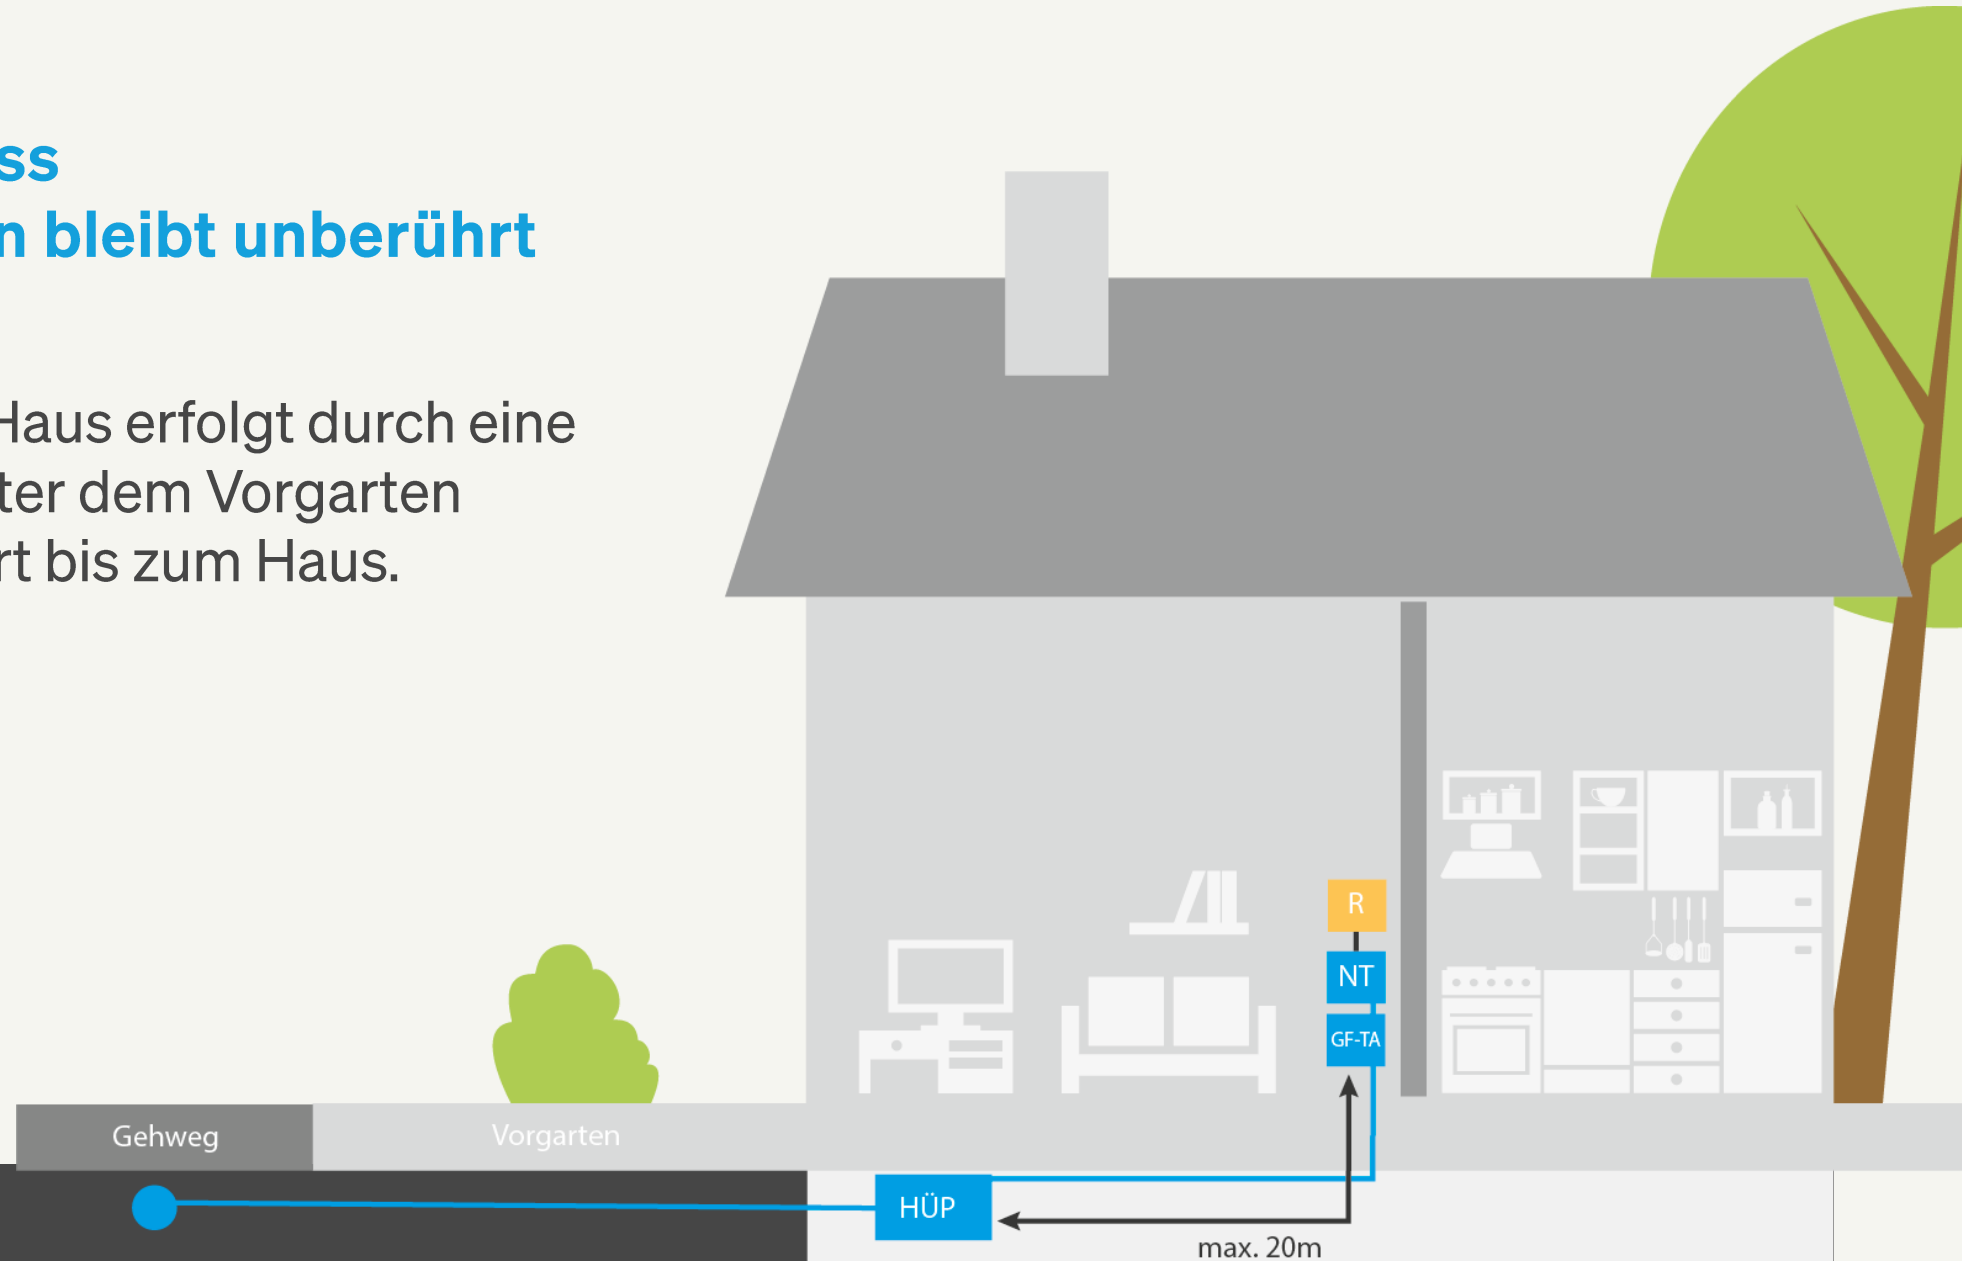 ss
n bleibt unberührt
Haus erfolgt durch eine
ter dem Vorgarten
rt bis zum Haus.
R
NT
GF-TA
Gehweg
Vorgarten
HÜP
max. 20m